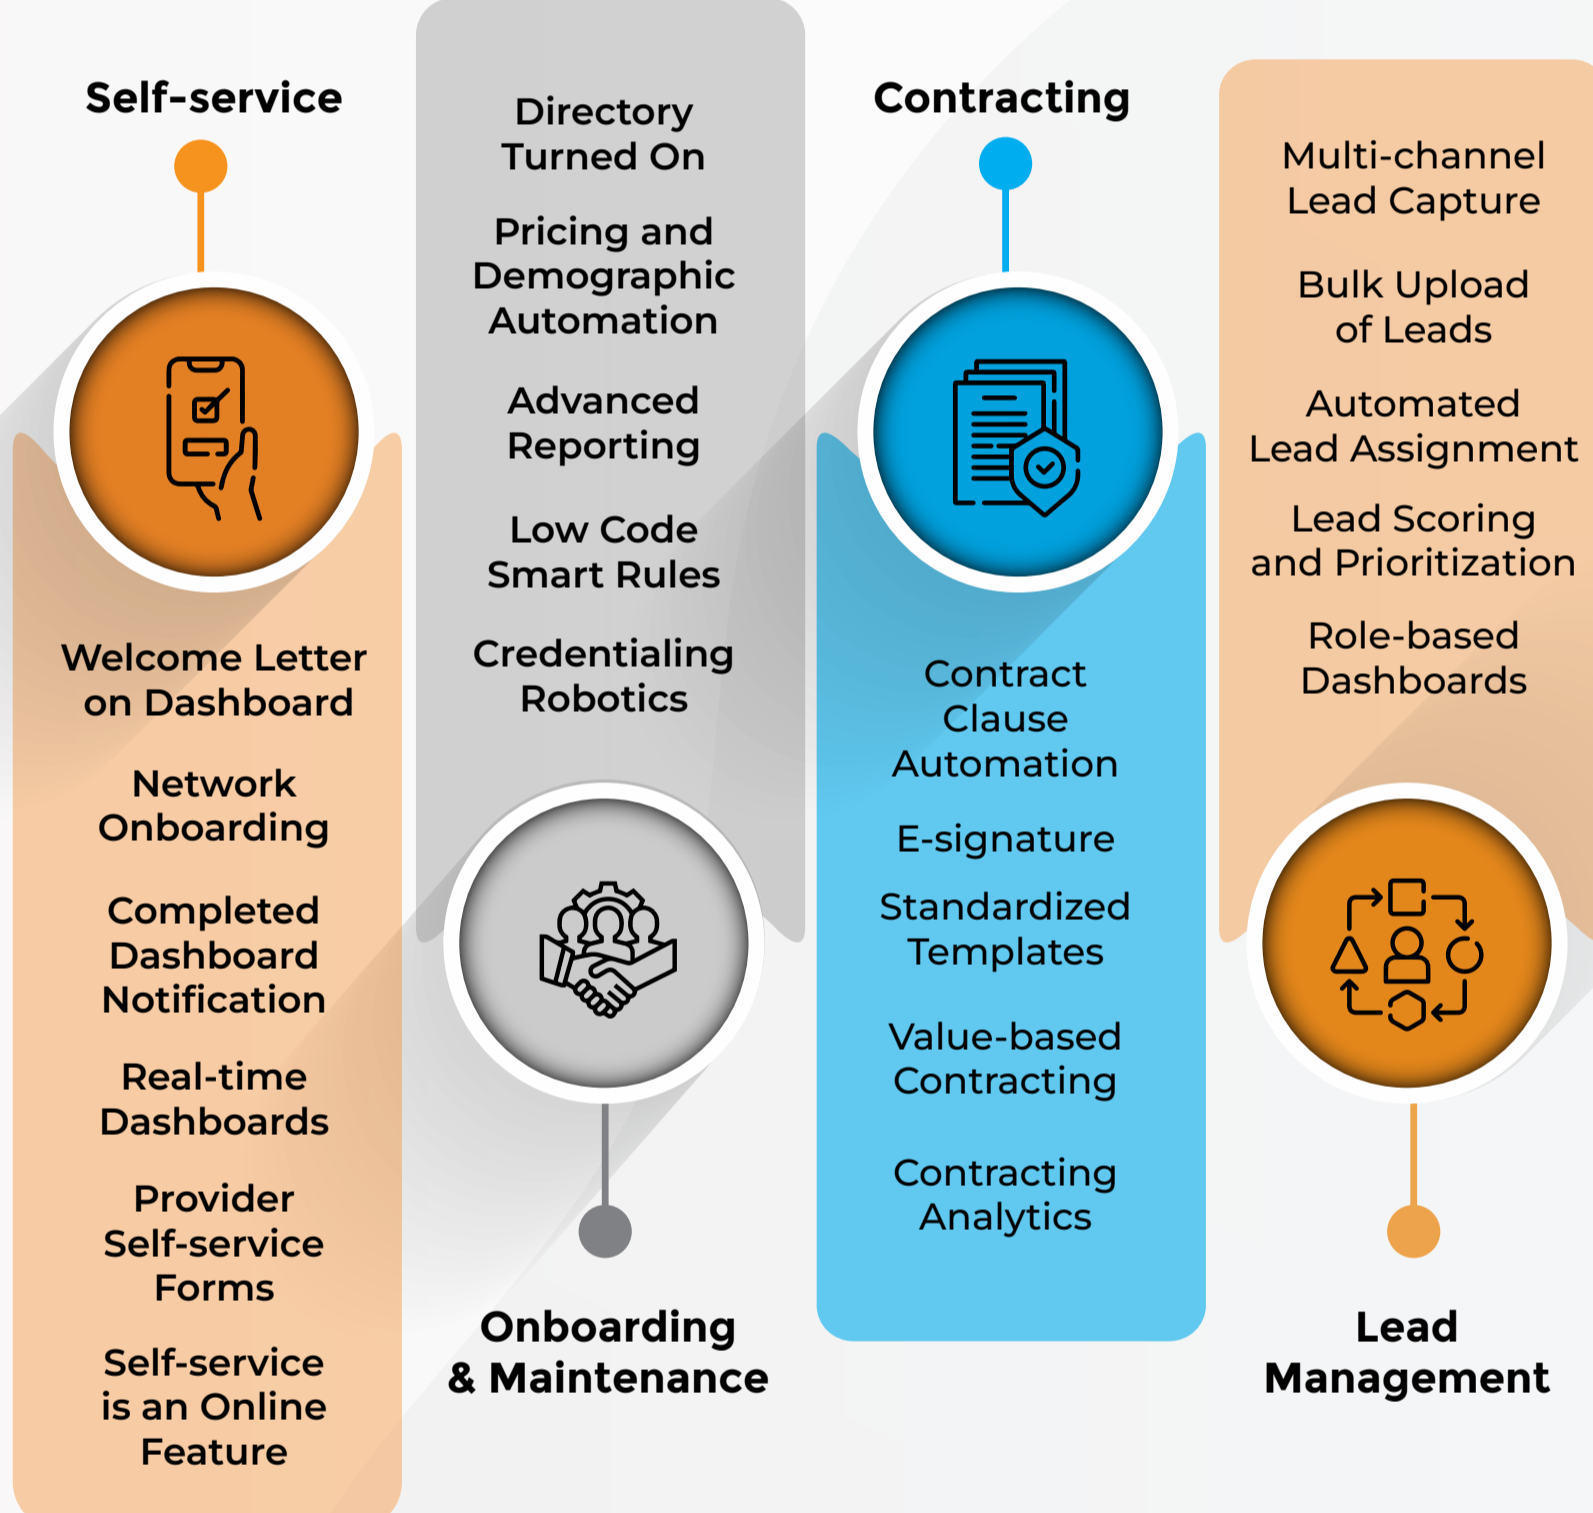 Self-service
Welcome Letter
on Dashboard
Network
Onboarding
Completed
Dashboard
Notification
Real-time
Dashboards
Provider
Self-service
Forms
Self-service
is an Online
Feature
Directory
Turned On
Pricing and
Demographic
Automation
Advanced
Reporting
Low Code
Smart Rules
Credentialing
Robotics
Onboarding
& Maintenance
Contracting
Contract
Clause
Automation
E-signature
Standardized
Templates
Value-based
Contracting
Contracting
Analytics
Multi-channel
Lead Capture
Bulk Upload
of Leads
Automated
Lead Assignment
Lead Scoring
and Prioritization
Role-based
Dashboards
Lead
Management